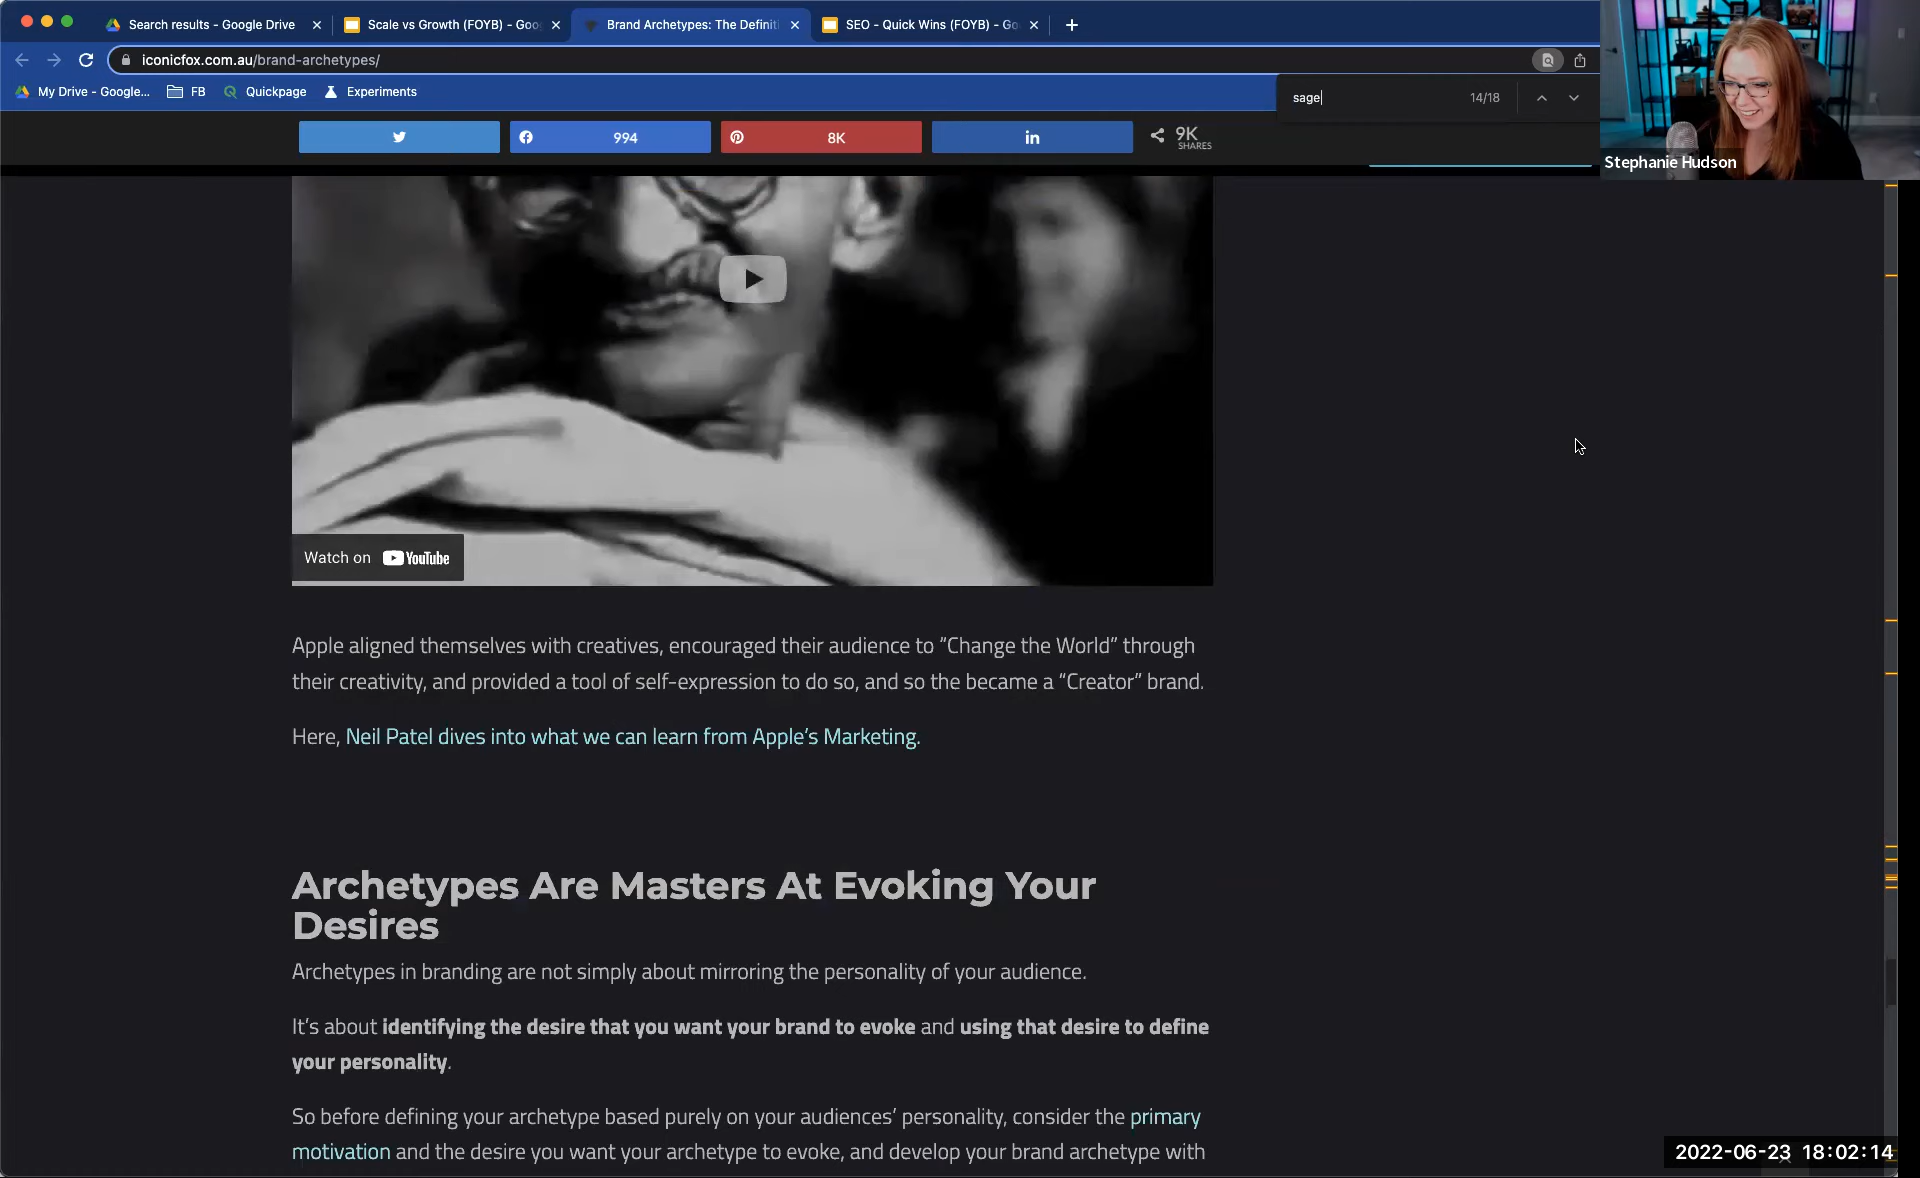 Search results - Google Drive
Scale vs Growth (FOYB) - Goo
Brand Archetypes: The Definit
SEO - Quick Wins (FOYB) - Go
iconicfox.com.au/brand-archetypes/
My Drive - Google...
FB
Quickpage
Experiments
sage
14/18
994
8K
in
9K
SHARES
Stephanie Hudson
Watch on YouTube
Apple aligned themselves with creatives, encouraged their audience to “Change the World” through
their creativity, and provided a tool of self-expression to do so, and so the became a “Creator” brand.
Here, Neil Patel dives into what we can learn from Apple’s Marketing.
Archetypes Are Masters At Evoking Your
Desires
Archetypes in branding are not simply about mirroring the personality of your audience.
It’s about identifying the desire that you want your brand to evoke and using that desire to define
your personality.
So before defining your archetype based purely on your audiences’ personality, consider the primary
motivation and the desire you want your archetype to evoke, and develop your brand archetype with
2022-06-23 18:02:14